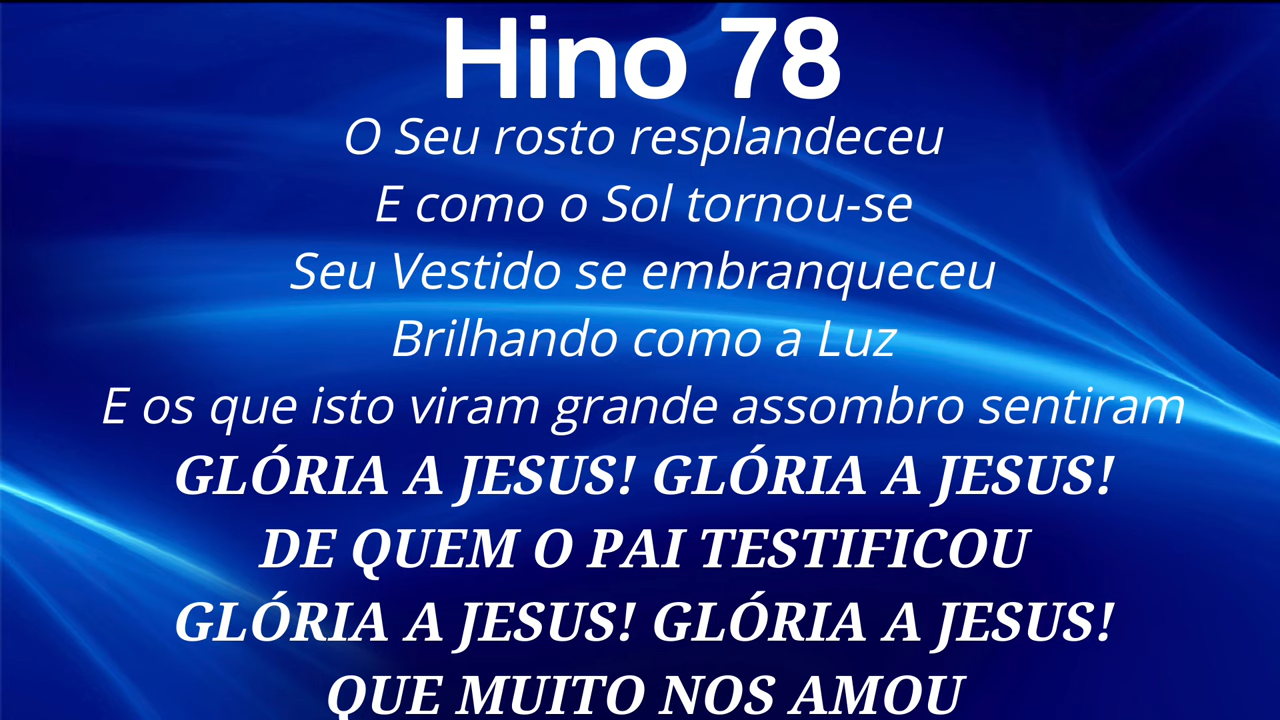 Hino 78
O Seu rosto resplandeceu
E como o Sol tornou-se
Seu Vestido se embranqueceu
Brilhando como a Luz
E os que isto viram grande assombro sentiram
GLÓRIA A JESUS! GLÓRIA A JESUS!
DE QUEM O PAI TESTIFICOU
GLÓRIA A JESUS! GLÓRIA A JESUS!
QUE MUITO NOS AMOU